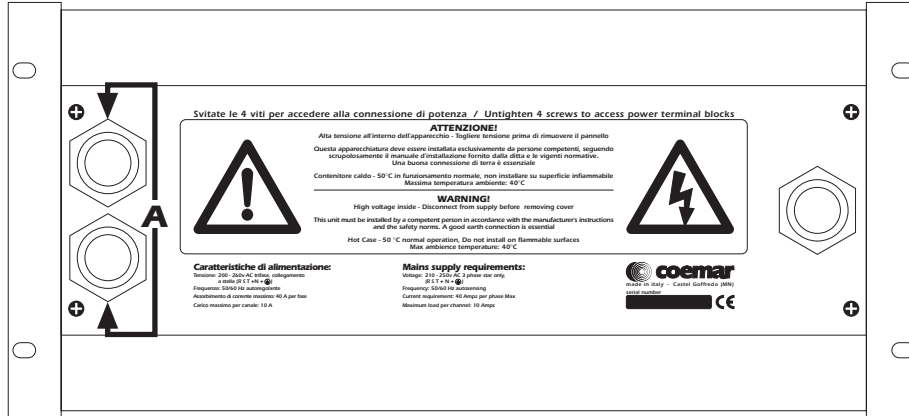 Svitate le 4 viti per accedere alla connessione di potenza / Untighten 4 screws to access power terminal blocks
ATTENZIONE!
Alta tensione all'interno dell'apparecchio - Togliere tensione prima di rimuovere il pannello
Questa apparecchiatura deve essere installata esclusivamente da persone competenti, seguendo
scrupolosamente il manuale d'installazione fornito dalla ditta e le vigenti normative.
Una buona connessione di terra è essenziale
Contenitore caldo - 50°C in funzionamento normale, non installare su superficie infiammabile
Massima temperatura ambiente: 40°C
WARNING!
High voltage inside - Disconnect from supply before removing cover
This unit must be installed by a competent person in accordance with the manufacturer's instructions
and the safety norms. A good earth connection is essential
Hot Case - 50 °C normal operation, Do not install on flammable surfaces
Max ambience temperature: 40°C
A
Caratteristiche di alimentazione:
Tensione: 200 - 260v AC trifase, collegamento
a stella (R S T +N + )
Frequenza: 50/60 Hz autoregolante
Assorbimento di corrente massimo: 40 A per fase
Carico massimo per canale: 10 A
Mains supply requirements:
Voltage: 210 - 250v AC 3 phase star only,
(R S T + N + )
Frequency: 50/60 Hz autosensing
Current requirement: 40 Amps per phase Max
Maximum load per channel: 10 Amps
coemar
made in italy - Castel Goffredo (MN)
serial number
CE